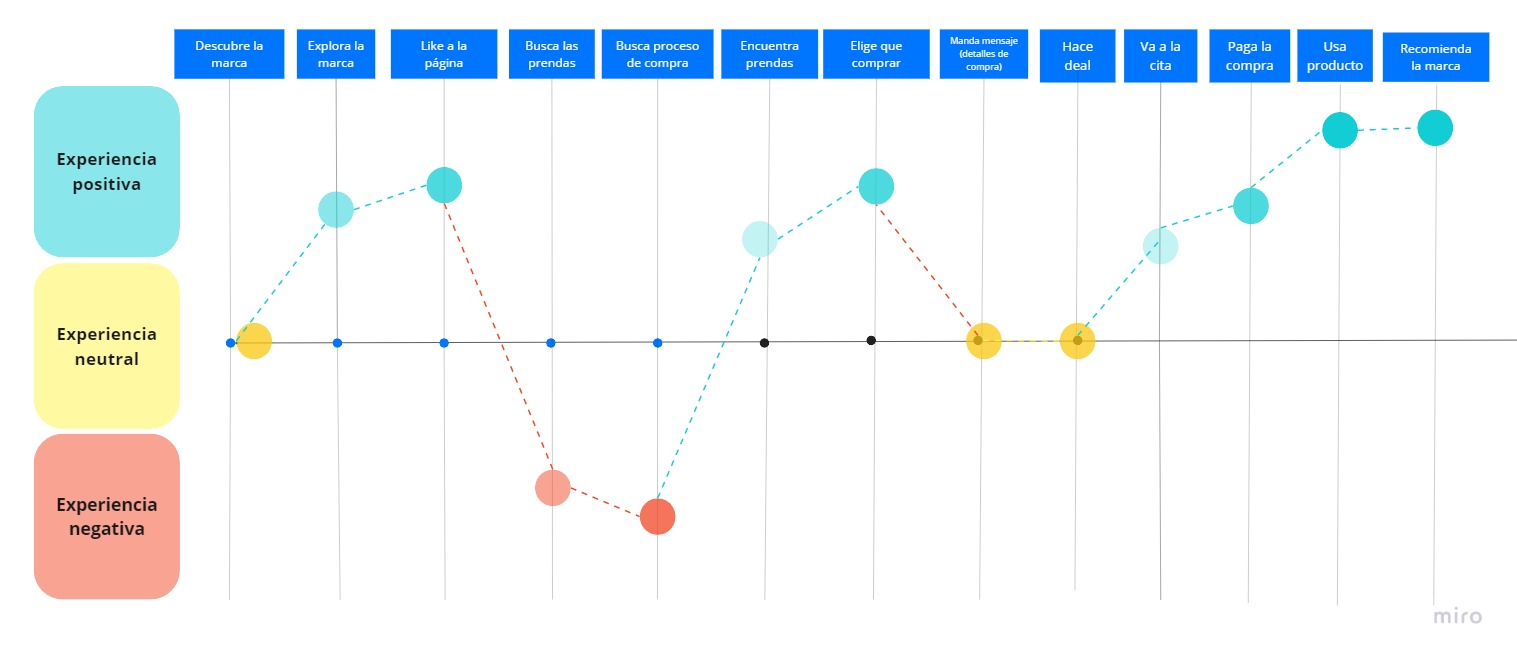 Descubre la
marca
Explora la
marca
Like a la
página
Busca las
prendas
Busca proceso
de compra
Encuentra
prendas
Elige que
comprar
Manda mensaje
(detalles de
compra)
Hace
deal
Va a la
cita
Paga la
compra
Usa
producto
Recomienda
la marca
Experiencia
positiva
Experiencia
neutral
Experiencia
negativa
miro